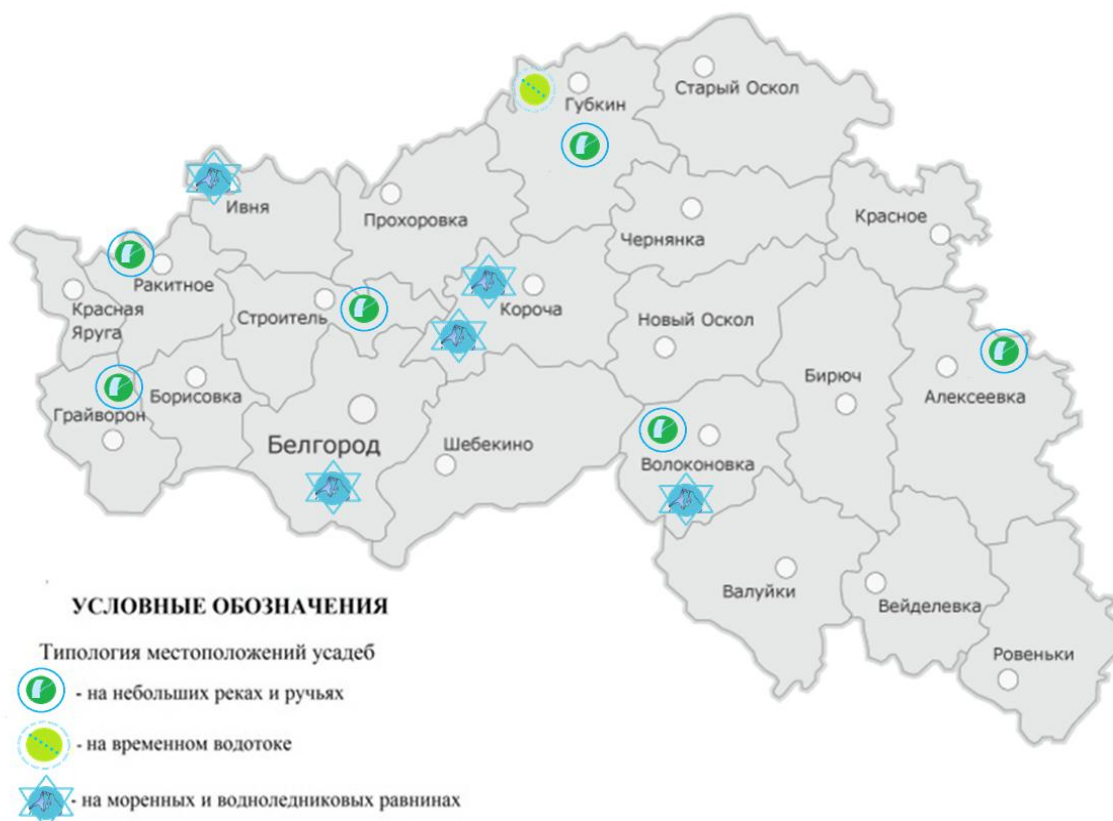 Старый Оскол
Губкин
Ивня
Прохоровка
Чернянка
Красное
Ракитное
Красная
Яруга
Строитель
Короча
Новый Оскол
Бирюч
Алексеевка
Грайворон
Борисовка
Белгород
Шебекино
Волоконовка
Валуйки
Вейделевка
Ровеньки
УСЛОВНЫЕ ОБОЗНАЧЕНИЯ
Типология местоположений усадеб
- на небольших реках и ручьях
- на временном водотоке
- на моренных и водноледниковых равнинах